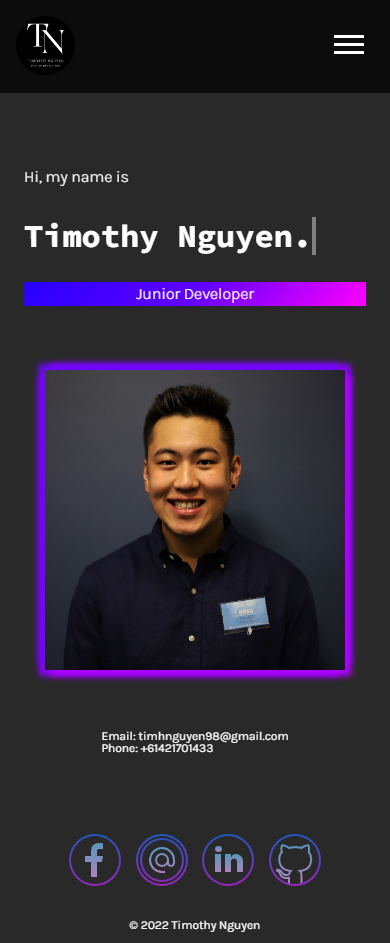 TN
TIMOTHY NGUYEN
Hi, my name is
Timothy Nguyen.
Junior Developer
Email: timhnguyen98@gmail.com
Phone: +61421701433
© 2022 Timothy Nguyen